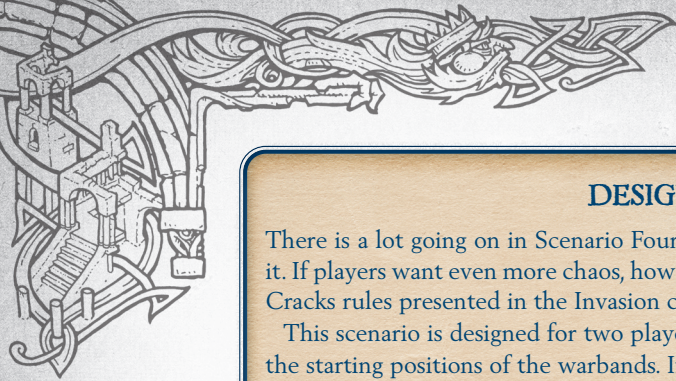 DESIG
There is a lot going on in Scenario Four
it. If players want even more chaos, how
Cracks rules presented in the Invasion c
This scenario is designed for two play
the starting positions of the warbands. I